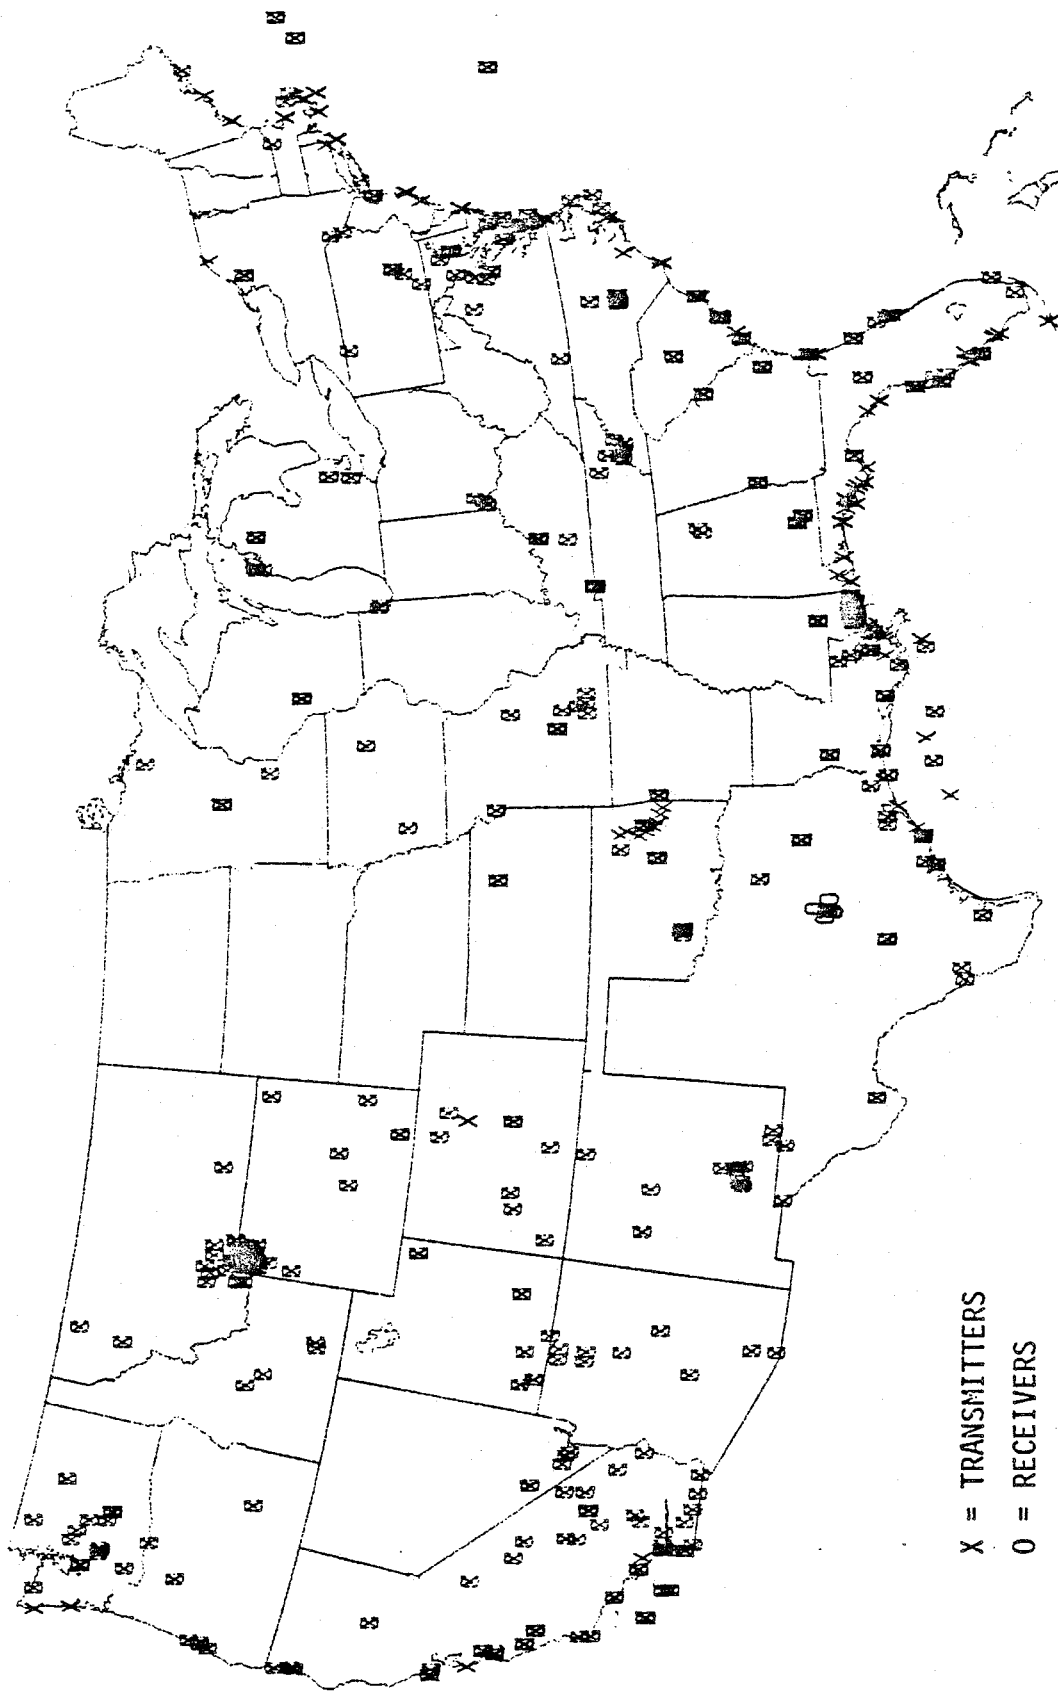 X = TRANSMITTERS
O = RECEIVERS